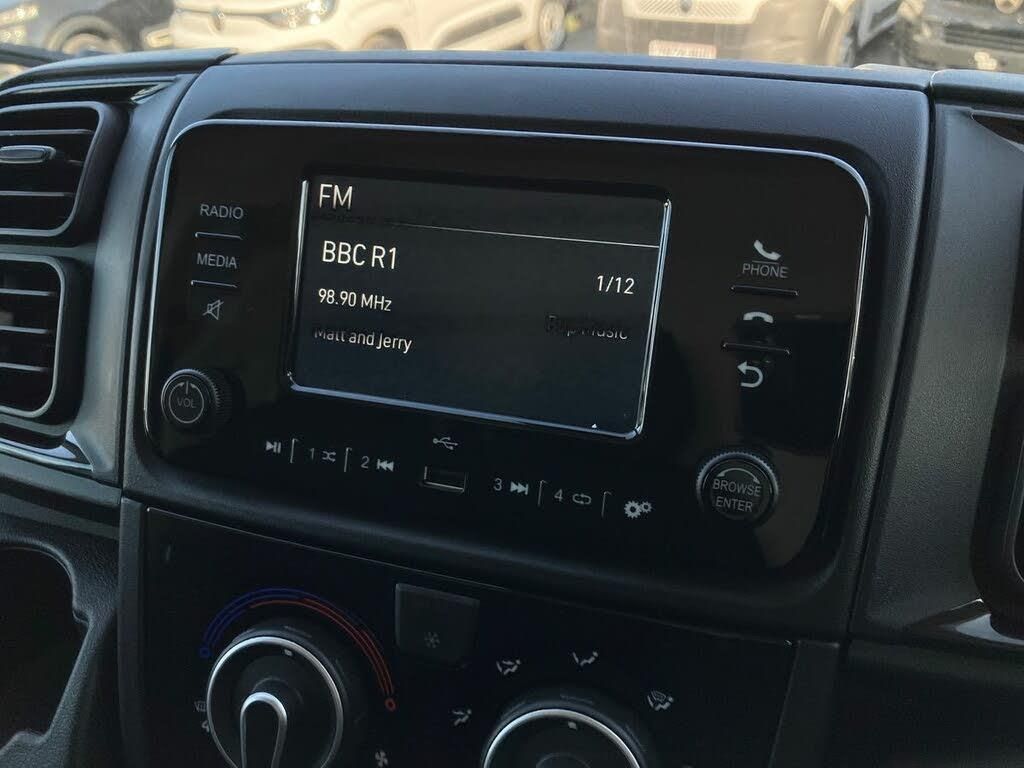 FM
BBC R1
1/12
98.90 MHz
Pop Music
Matt and Jerry
RADIO
MEDIA
VOL
PHONE
BROWSE
ENTER
1
2
3
4